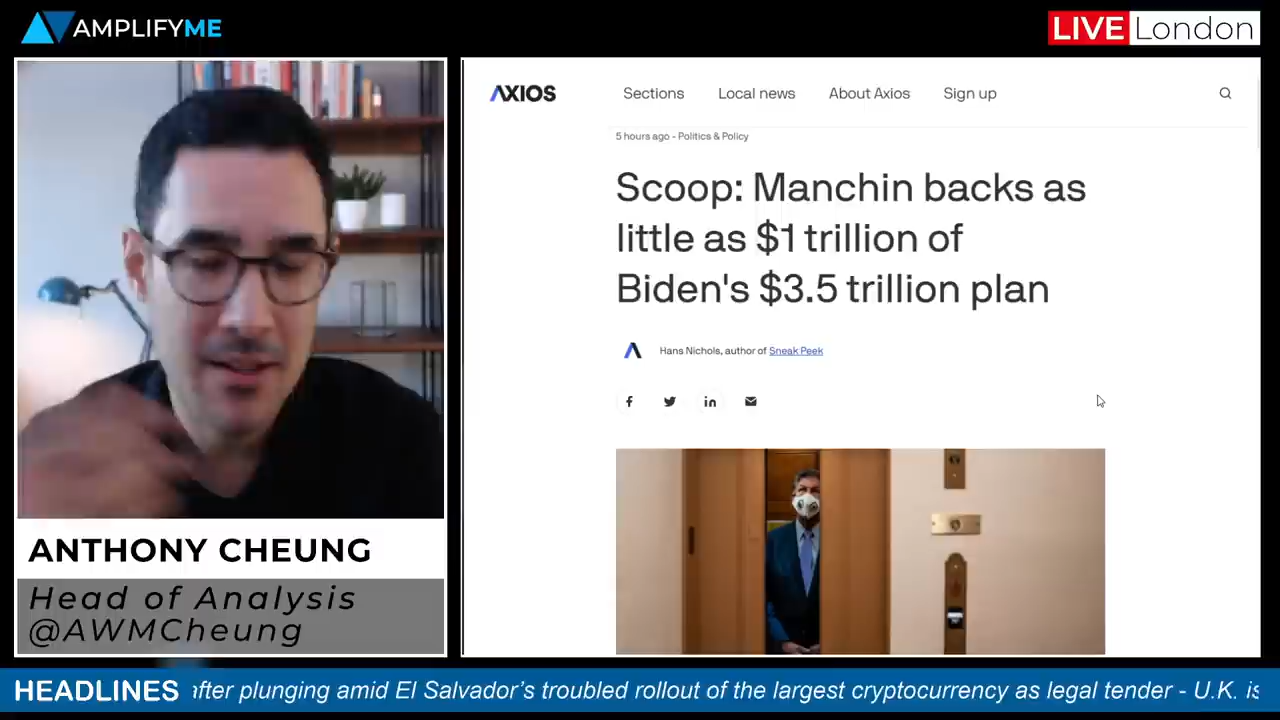 AMPLIFYME
LIVE London
AXIOS
Sections Local news About Axios Sign up
5 hours ago - Politics & Policy
Scoop: Manchin backs as
little as $1 trillion of
Biden's $3.5 trillion plan
Hans Nichols, author of Sneak Peek
ANTHONY CHEUNG
Head of Analysis
@AWMCheung
HEADLINES after plunging amid El Salvador's troubled rollout of the largest cryptocurrency as legal tender - U.K. is